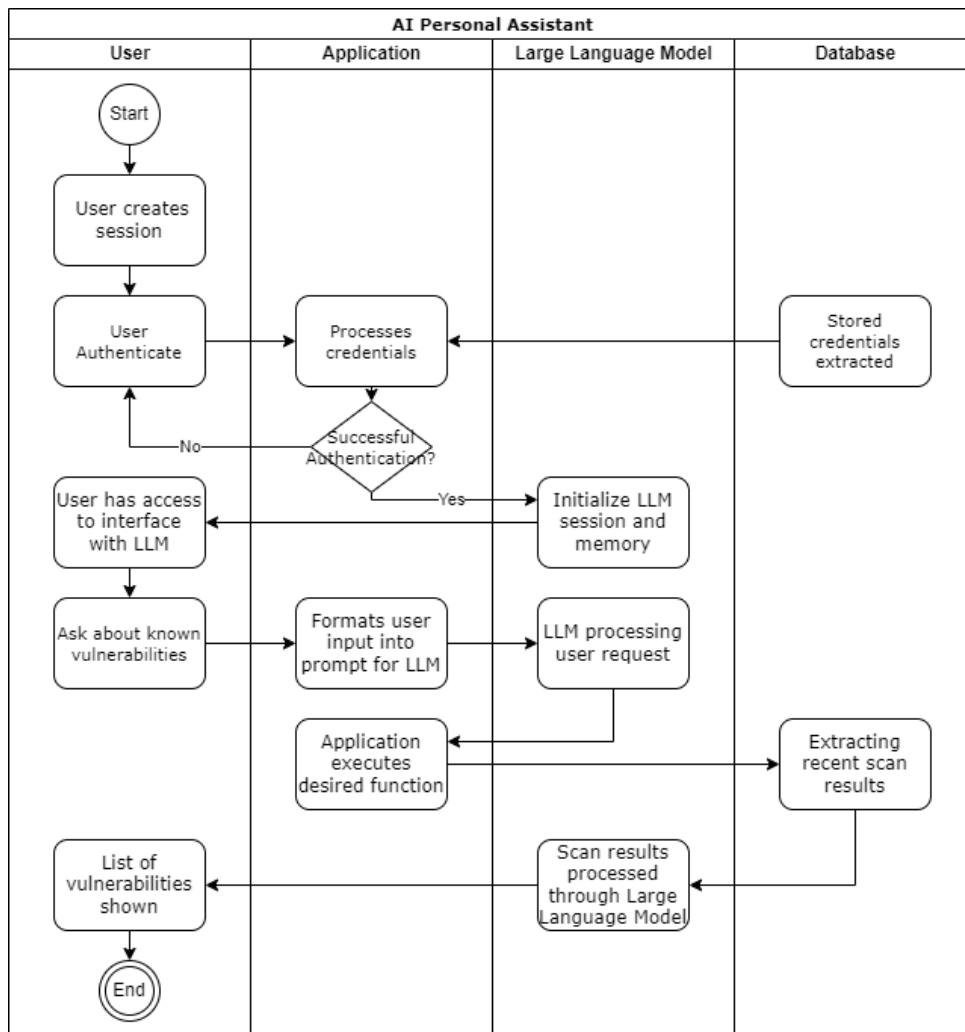 AI Personal Assistant
User
Application
Large Language Model
Database
Start
User creates
session
User
Authenticate
Processes
credentials
Stored
credentials
extracted
Successful
Authentication?
No
Yes
User has access
to interface
with LLM
Initialize LLM
session and
memory
Ask about known
vulnerabilities
Formats user
input into
prompt for LLM
LLM processing
user request
Application
executes
desired function
Extracting
recent scan
results
List of
vulnerabilities
shown
Scan results
processed
through Large
Language Model
End